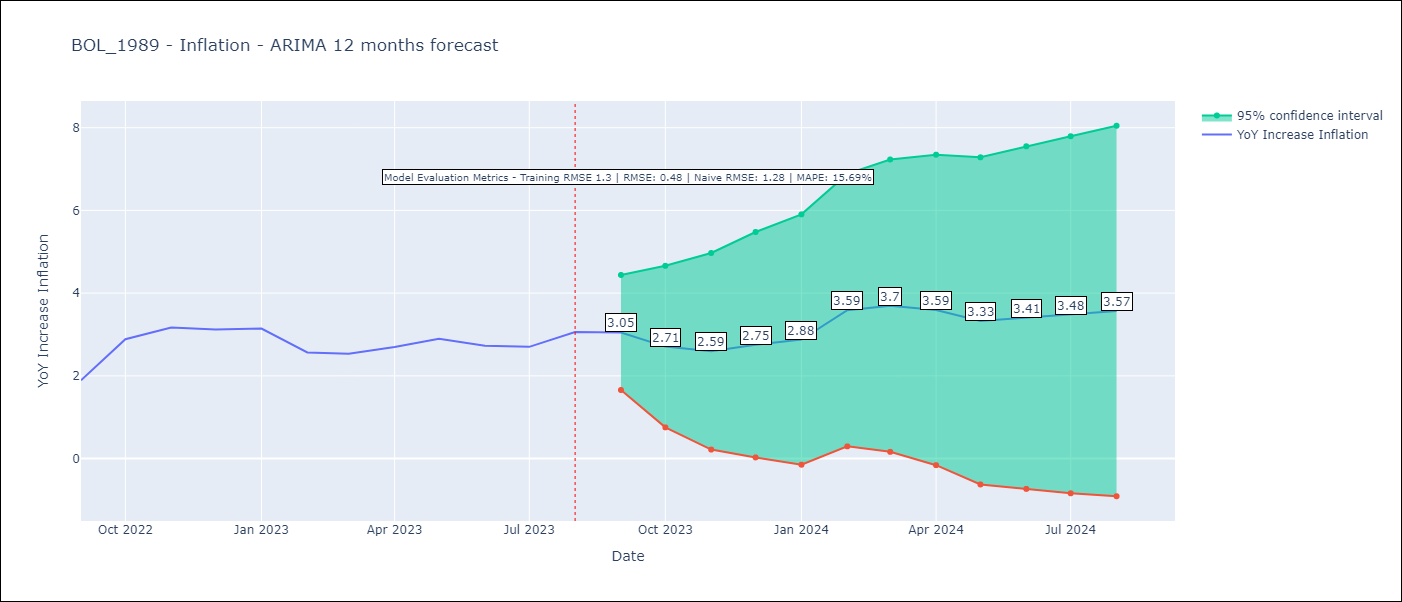 BOL_1989 - Inflation - ARIMA 12 months forecast
95% confidence interval
YoY Increase Inflation
Model Evaluation Metrics - Training RMSE 1.3 | RMSE: 0.48 | Naive RMSE: 1.28 | MAPE: 15.69%
YoY Increase Inflation
8
6
4
2
0
3.05
2.71
2.59
2.75
2.88
3.59
3.7
3.59
3.33
3.41
3.48
3.57
Oct 2022
Jan 2023
Apr 2023
Jul 2023
Oct 2023
Jan 2024
Apr 2024
Jul 2024
Date